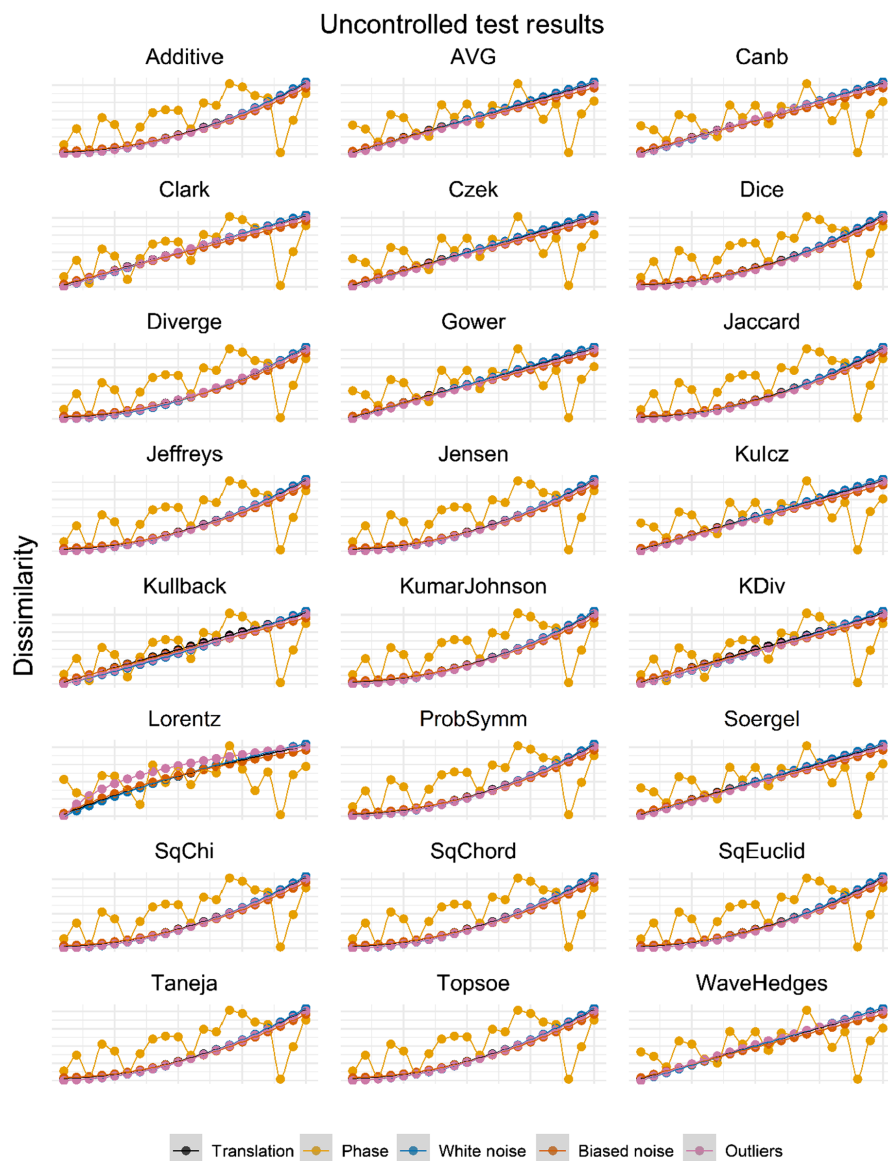 Uncontrolled test results
Additive AVG Canb
Clark Czek Dice
Diverge Gower Jaccard
Jeffreys Jensen Kulcz
Kullback KumarJohnson KDiv
Lorentz ProbSymm Soergel
SqChi SqChord SqEuclid
Taneja Topsoe WaveHedges
Dissimilarity
Translation Phase White noise Biased noise Outliers